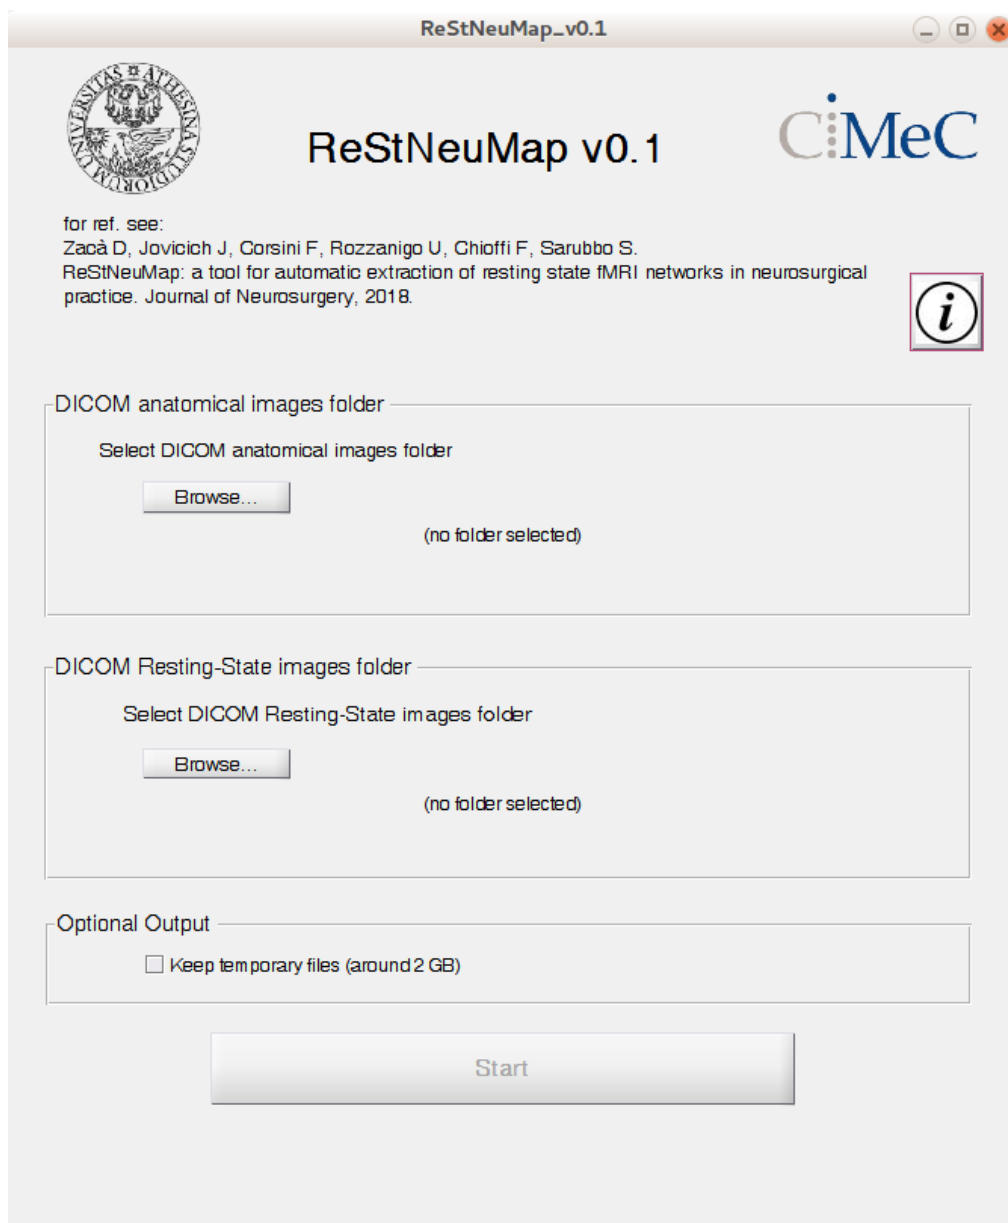 ReStNeuMap_v0.1
UNIVERSITAS ATHESINA STUDIORUM
ReStNeuMap v0.1
CiMeC
for ref. see:
Zacà D, Jovicich J, Corsini F, Rozzanigo U, Chioffi F, Sarubbo S.
ReStNeuMap: a tool for automatic extraction of resting state fMRI networks in neurosurgical
practice. Journal of Neurosurgery, 2018.
i
DICOM anatomical images folder
Select DICOM anatomical images folder
Browse...
(no folder selected)
DICOM Resting-State images folder
Select DICOM Resting-State images folder
Browse...
(no folder selected)
Optional Output
Keep temporary files (around 2 GB)
Start